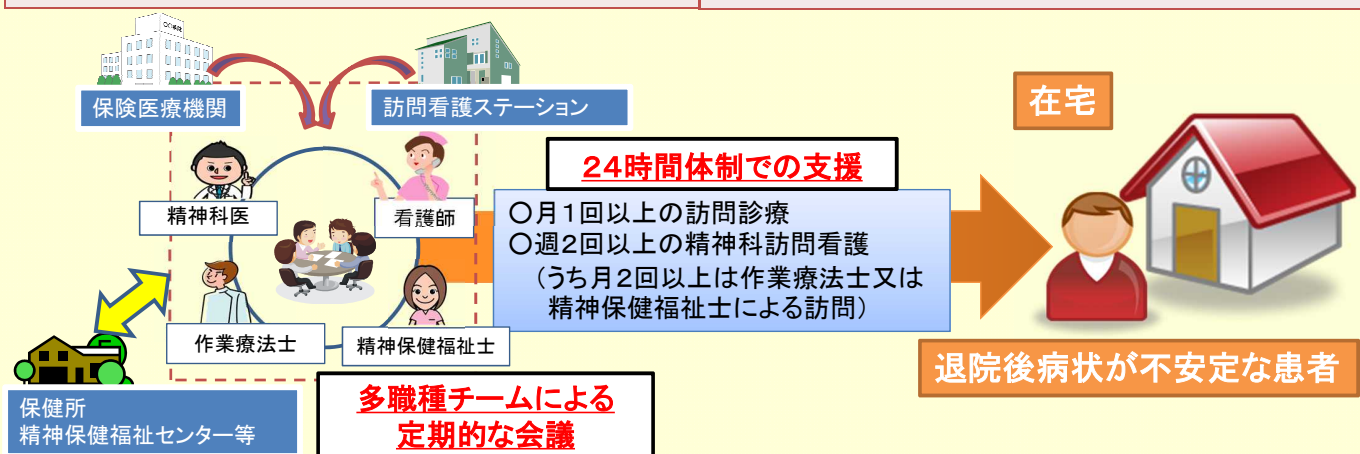 〇〇病院
保険医療機関
訪問看護ステーション
在宅
24時間体制での支援
精神科医
看護師
〇月1回以上の訪問診療
〇週2回以上の精神科訪問看護
(うち月2回以上は作業療法士又は
精神保健福祉士による訪問)
作業療法士
精神保健福祉士
退院後病状が不安定な患者
保健所
精神保健福祉センター等
多職種チームによる
定期的な会議